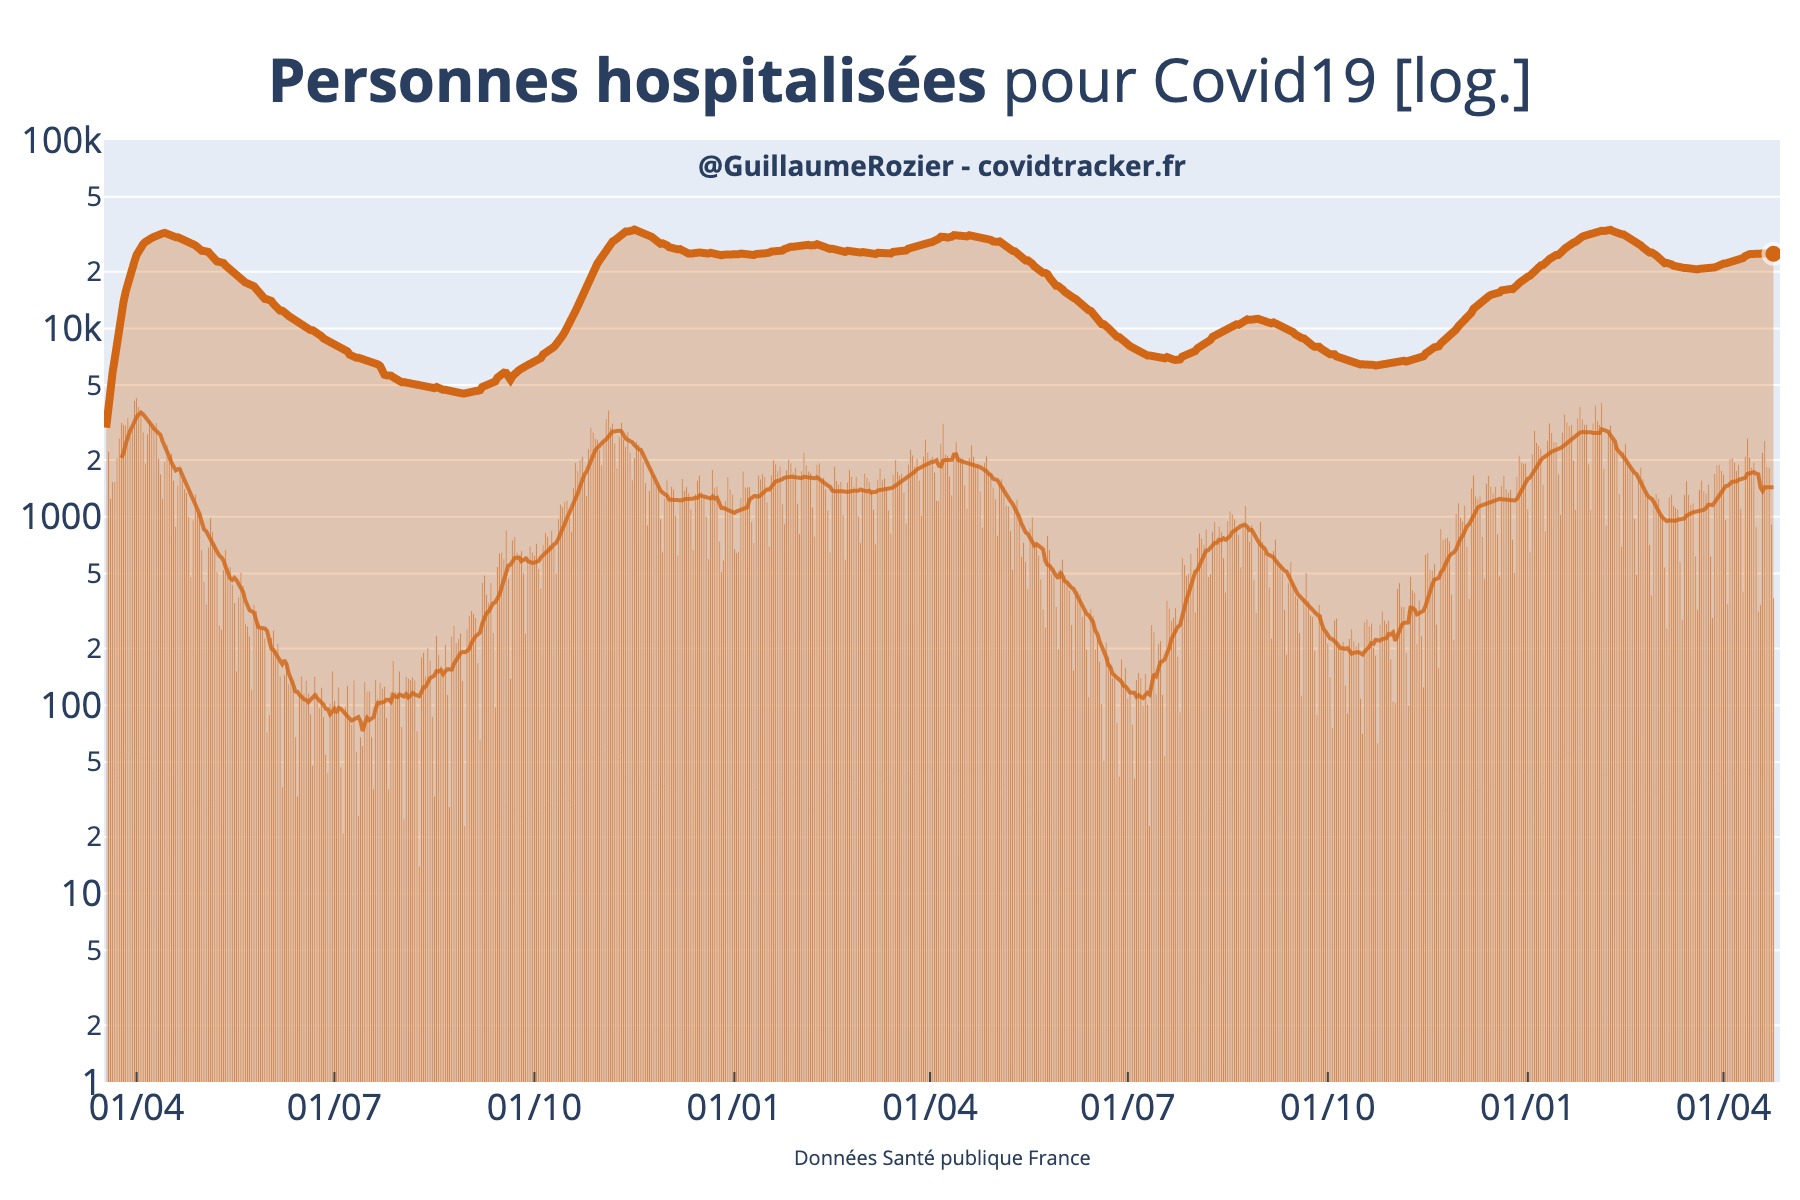 Personnes hospitalisées pour Covid19 [log.]
@GuillaumeRozier - covidtracker.fr
100k
5
2
10k
5
2
1000
5
2
100
5
2
10
5
2
1
01/04 01/07 01/10 01/01 01/04 01/07 01/10 01/01 01/04
Données Santé publique France